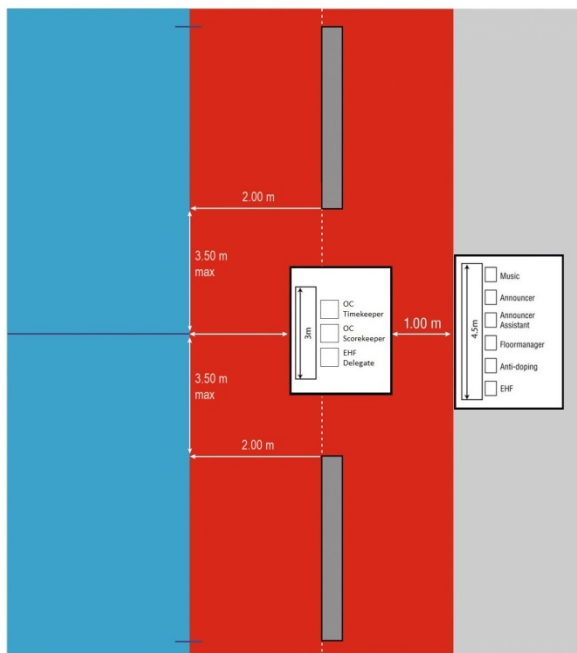 2.00 m
3.50 m
max
3m
OC
Timekeeper
OC
Scorekeeper
EHF
Delegate
1.00 m
4,5m
Music
Announcer
Announcer
Assistant
Floormanager
Anti-doping
EHF
3.50 m
max
2.00 m